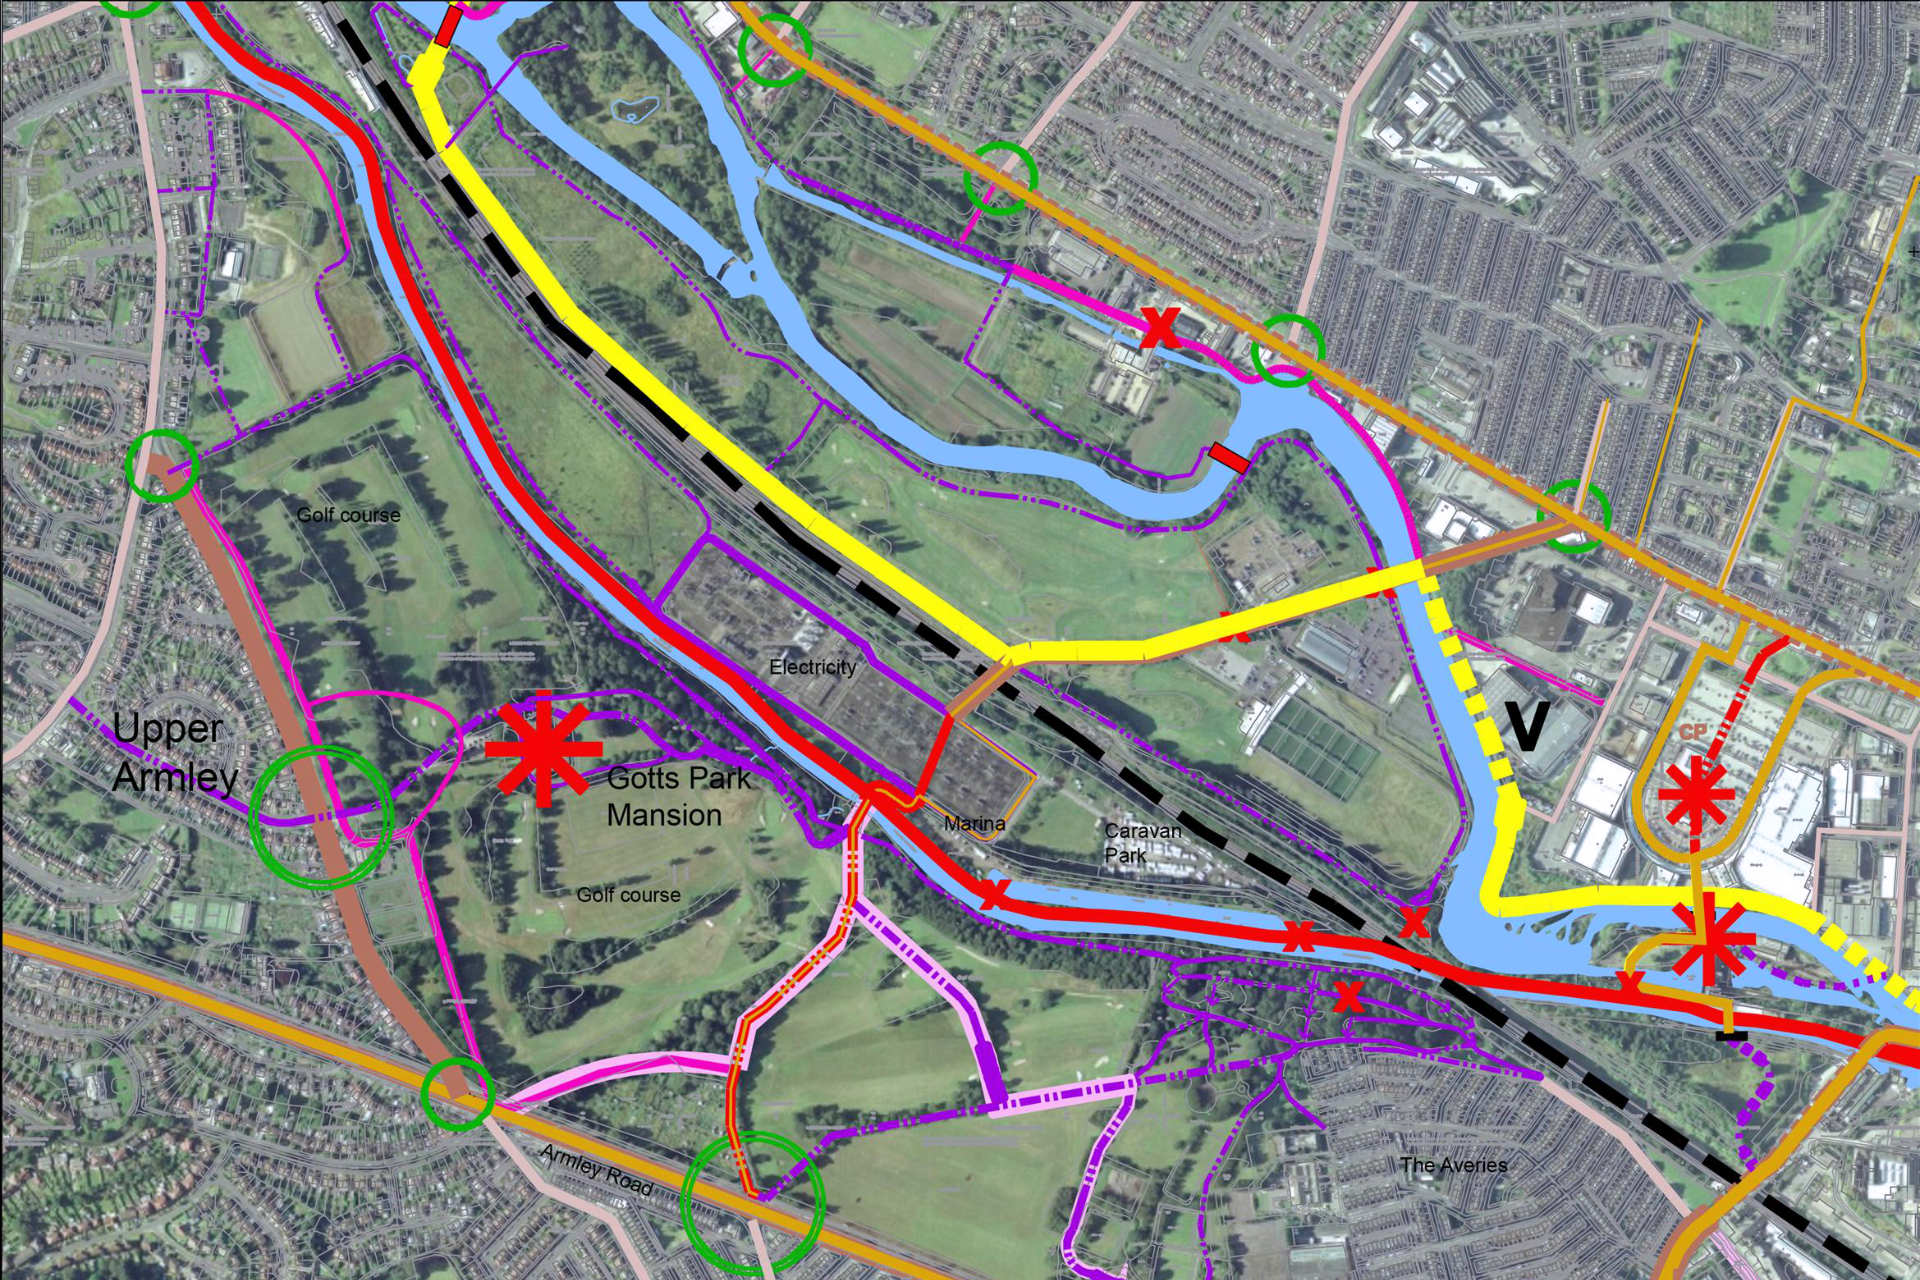 Golf course
Electricity
Upper
Armley
V
CP
Gotts Park
Mansion
Marina
Caravan
Park
Golf course
Armley Road
The Averies